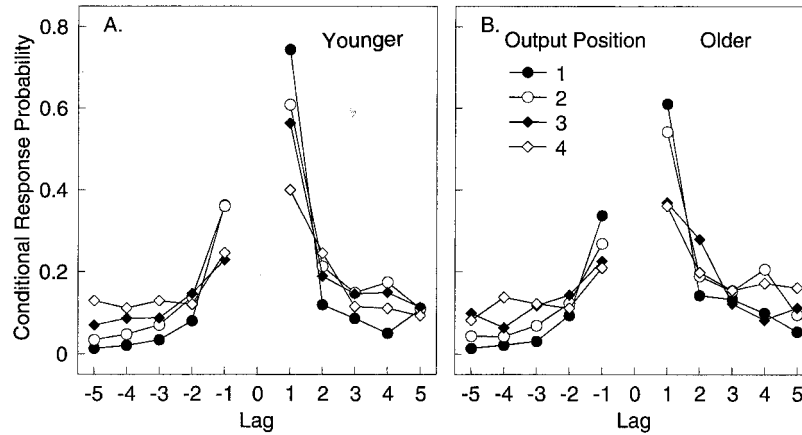 A. Younger
B. Output Position Older
1
2
3
4
Conditional Response Probability
0.8
0.6
0.4
0.2
0
-5 -4 -3 -2 -1 0 1 2 3 4 5
-5 -4 -3 -2 -1 0 1 2 3 4 5
Lag
Lag